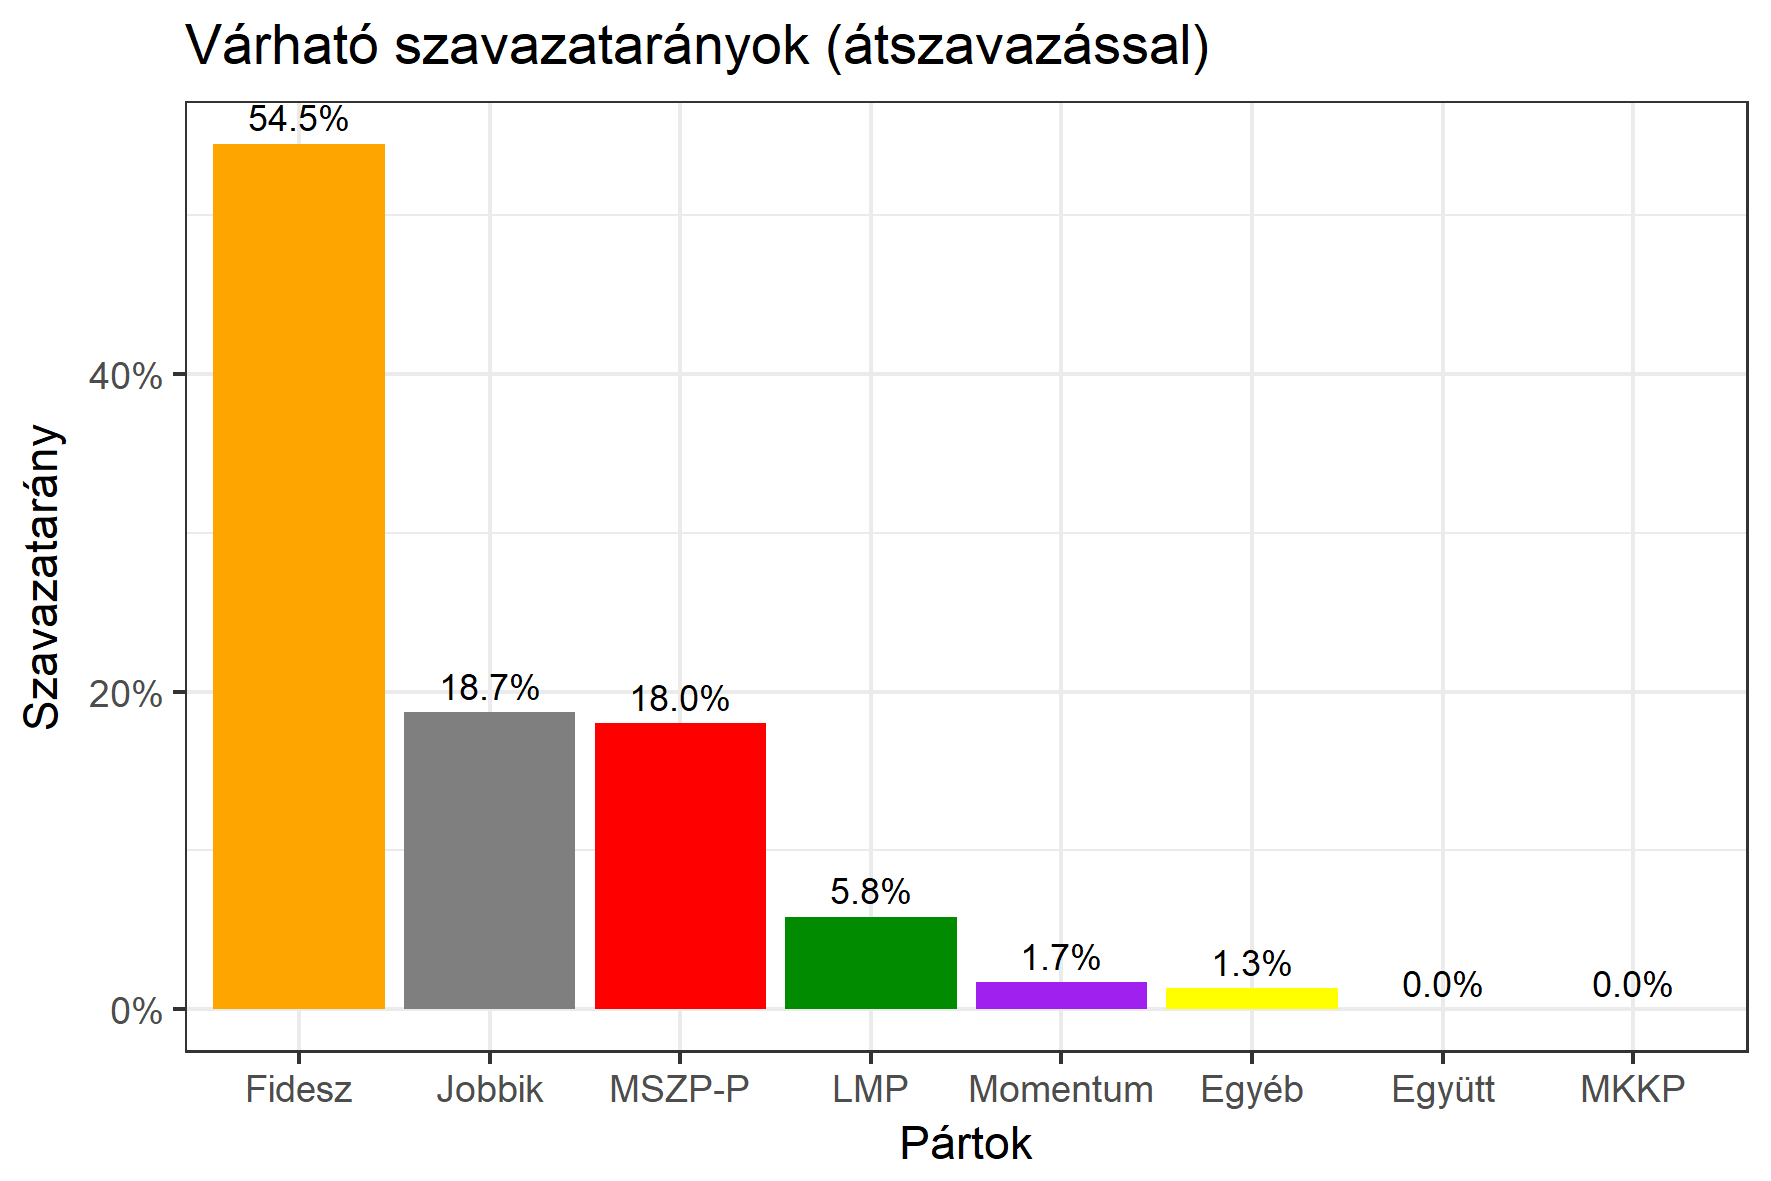 Várható szavazatarányok (átszavazással)
54.5%
18.7%
18.0%
5.8%
1.7%
1.3%
0.0%
0.0%
40%
20%
0%
Szavazatarány
Fidesz
Jobbik
MSZP-P
LMP
Momentum
Egyéb
Együtt
MKKP
Pártok